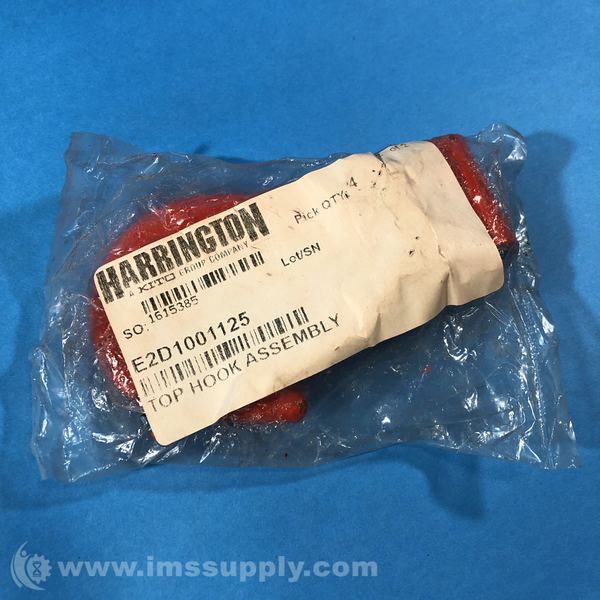 HARRINGTON
A KITO GROUP COMPANY
Pick QTY: 4
SO: 1615385
Lot/SN
E2D1001125
TOP HOOK ASSEMBLY
www.imssupply.com